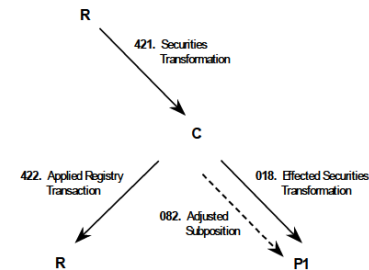 R
421. Securities
Transformation
C
422. Applied Registry
Transaction
018. Effected Securities
Transformation
082. Adjusted
Subposition
R
P1